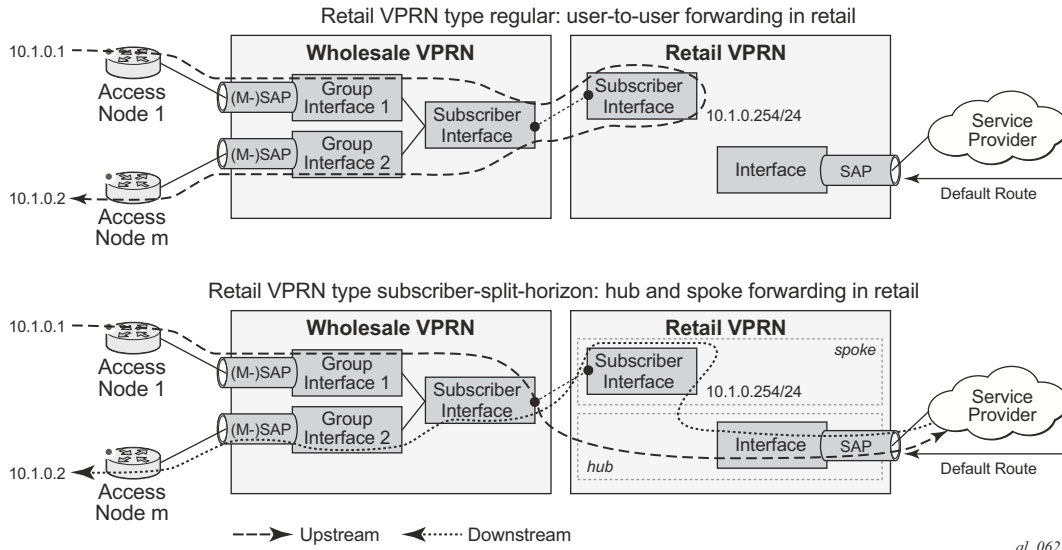 Retail VPRN type regular: user-to-user forwarding in retail
10.1.0.1
Access
Node 1
10.1.0.2
Access
Node m
Wholesale VPRN
(M-)SAP
Group
Interface 1
(M-)SAP
Group
Interface 2
Subscriber
Interface
Retail VPRN
Subscriber
Interface
10.1.0.254/24
Interface
SAP
Service
Provider
Default Route
Retail VPRN type subscriber-split-horizon: hub and spoke forwarding in retail
10.1.0.1
Access
Node 1
10.1.0.2
Access
Node m
Wholesale VPRN
(M-)SAP
Group
Interface 1
(M-)SAP
Group
Interface 2
Subscriber
Interface
Retail VPRN
spoke
Subscriber
Interface
10.1.0.254/24
Interface
SAP
hub
Service
Provider
Default Route
Upstream
Downstream
al_062